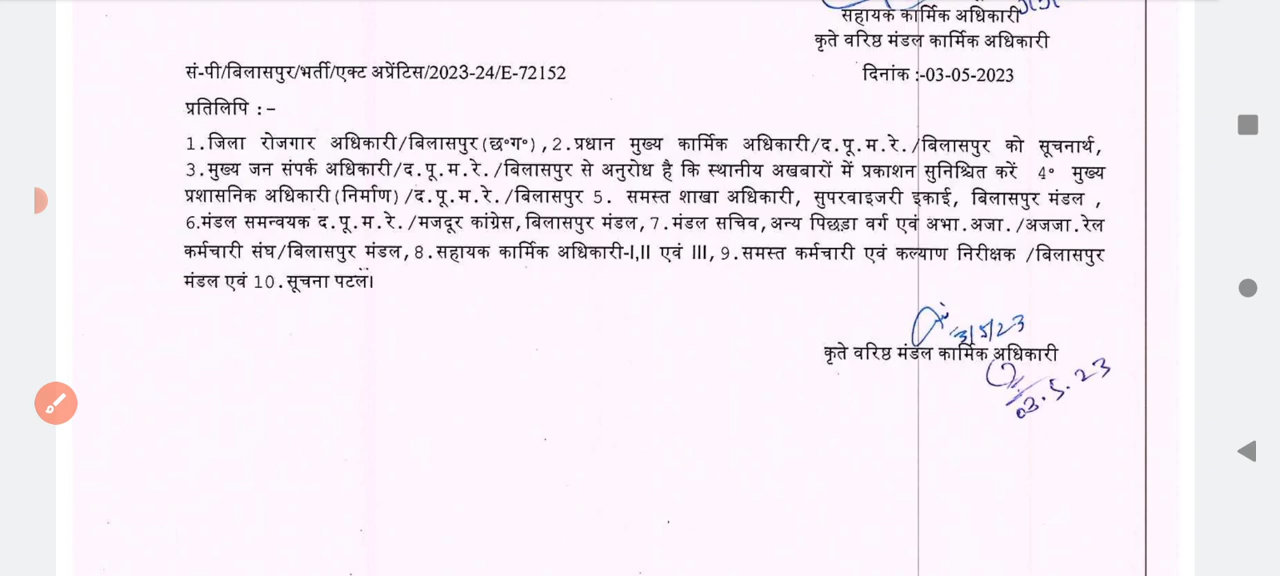 सहायक कार्मिक अधिकारी
कृते वरिष्ठ मंडल कार्मिक अधिकारी
सं-पी/बिलासपुर/भर्ती/एक्ट अप्रेंटिस/2023-24/E-72152
दिनांक :-03-05-2023
प्रतिलिपि :-
1.जिला रोजगार अधिकारी/बिलासपुर(छ॰ग॰),2.प्रधान मुख्य कार्मिक अधिकारी/द.पू.म.रे./बिलासपुर को सूचनार्थ,
3.मुख्य जन संपर्क अधिकारी/द.पू.म.रे./बिलासपुर से अनुरोध है कि स्थानीय अखबारों में प्रकाशन सुनिश्चित करें 4॰ मुख्य
प्रशासनिक अधिकारी(निर्माण)/द.पू.म.रे./बिलासपुर 5. समस्त शाखा अधिकारी, सुपरवाइजरी इकाई, बिलासपुर मंडल ,
6.मंडल समन्वयक द.पू.म.रे./मजदूर कांग्रेस,बिलासपुर मंडल,7.मंडल सचिव,अन्य पिछड़ा वर्ग एवं अभा.अजा./अजजा.रेल
कर्मचारी संघ/बिलासपुर मंडल,8.सहायक कार्मिक अधिकारी-I,II एवं III,9.समस्त कर्मचारी एवं कल्याण निरीक्षक /बिलासपुर
मंडल एवं 10.सूचना पटल।
3/5/23
कृते वरिष्ठ मंडल कार्मिक अधिकारी
03.5.23